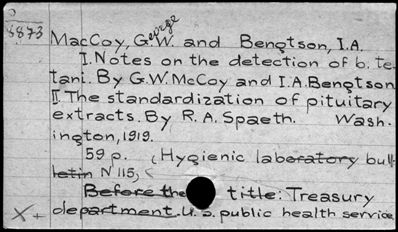 8873
MacCoy, George W. and Bengtson, I.A.
I. Notes on the detection of b. te-
tani. By G.W. McCoy and I.A. Bengtson
II. The standardization of pituitary
extracts. By R.A. Spaeth. Wash-
ington, 1919.
59 p. (Hygienic laboratory bul-
letin Nº 115)
Before the title: Treasury
X department. U.S. public health service